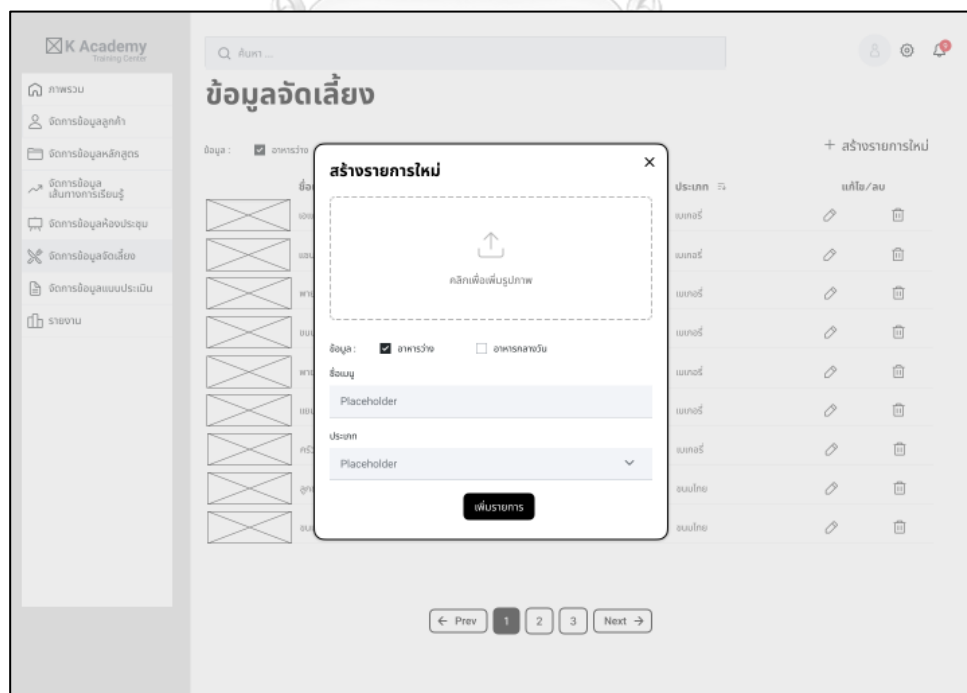 K Academy
Training Center
ค้นหา ...
9
ภาพรวม
จัดการข้อมูลลูกค้า
จัดการข้อมูลหลักสูตร
จัดการข้อมูล
เส้นทางการเรียนรู้
จัดการข้อมูลห้องประชุม
จัดการข้อมูลจัดเลี้ยง
จัดการข้อมูลแบบประเมิน
รายงาน
ข้อมูลจัดเลี้ยง
ข้อมูล : อาหารว่าง
+ สร้างรายการใหม่
ประเภท แก้ไข/ลบ
เบเกอรี่
เบเกอรี่
เบเกอรี่
เบเกอรี่
เบเกอรี่
เบเกอรี่
เบเกอรี่
ขนมไทย
ขนมไทย
สร้างรายการใหม่
คลิกเพื่อเพิ่มรูปภาพ
ข้อมูล : อาหารว่าง อาหารกลางวัน
ชื่อเมนู
Placeholder
ประเภท
Placeholder
เพิ่มรายการ
← Prev 1 2 3 Next →